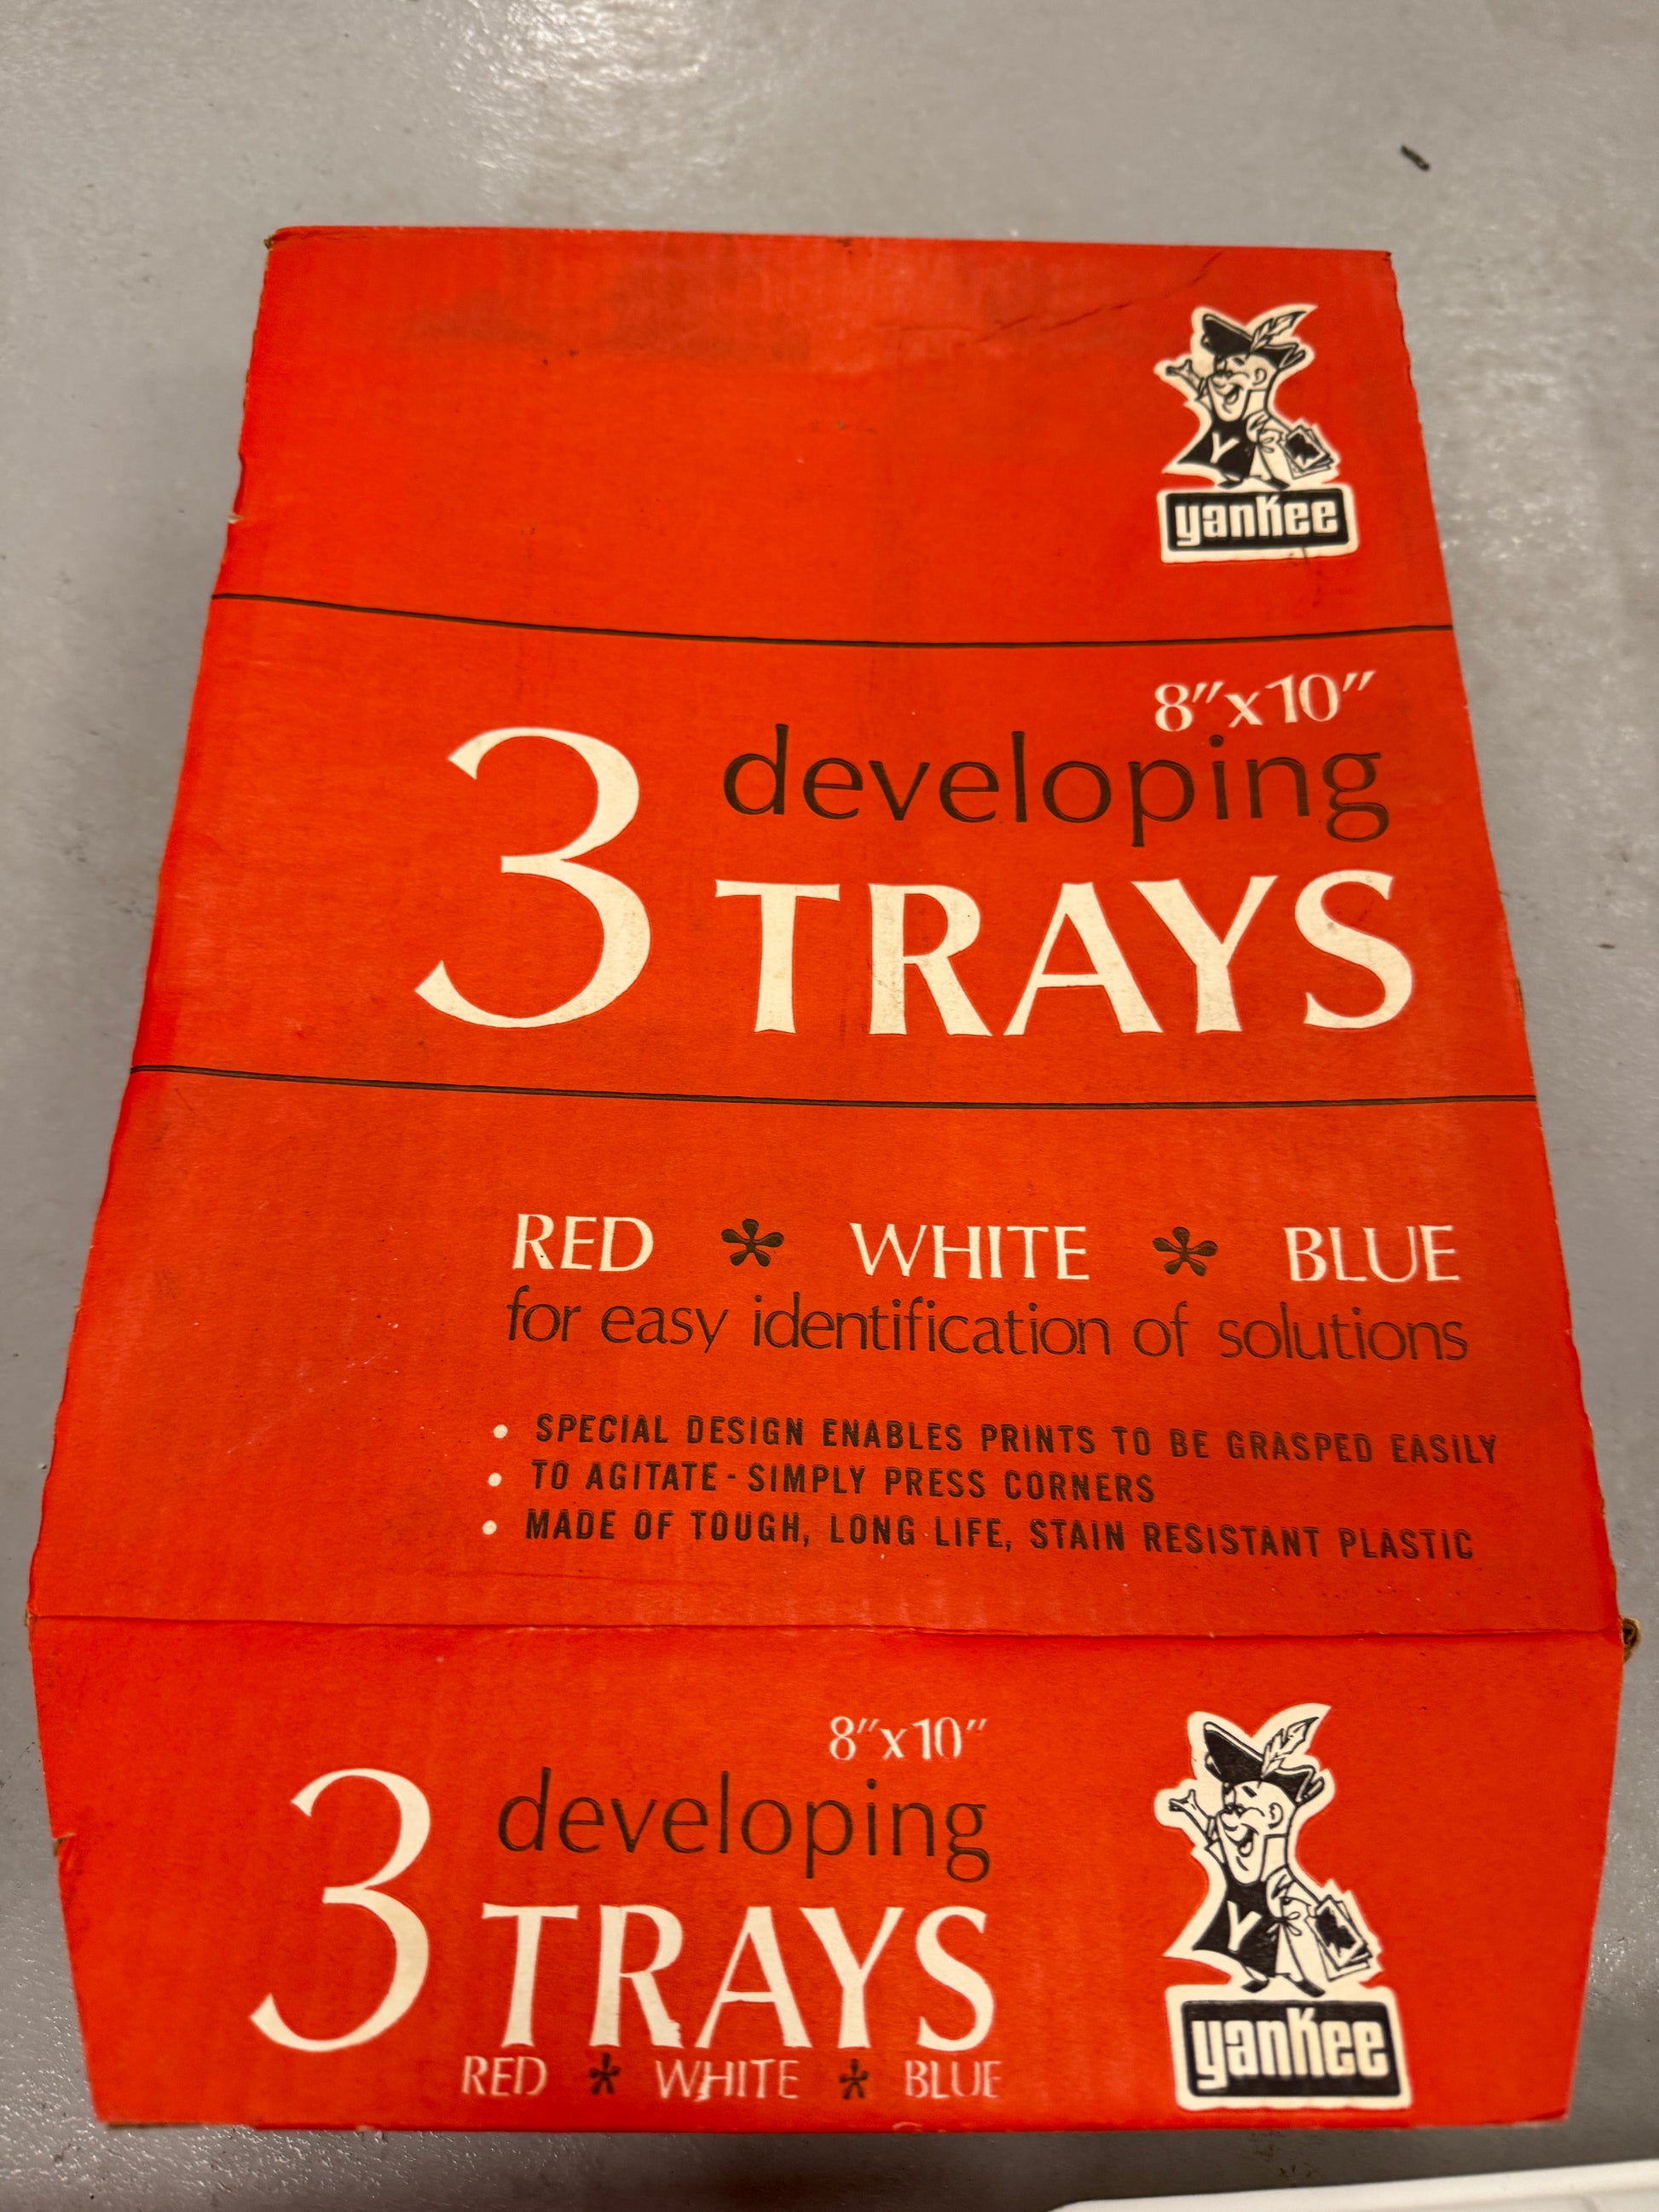 Y
yankee
8"x10"
3 developing
TRAYS
RED * WHITE * BLUE
for easy identification of solutions
• SPECIAL DESIGN ENABLES PRINTS TO BE GRASPED EASILY
• TO AGITATE - SIMPLY PRESS CORNERS
• MADE OF TOUGH, LONG LIFE, STAIN RESISTANT PLASTIC
8"x10"
3 developing
TRAYS
RED * WHITE * BLUE
Y
yankee